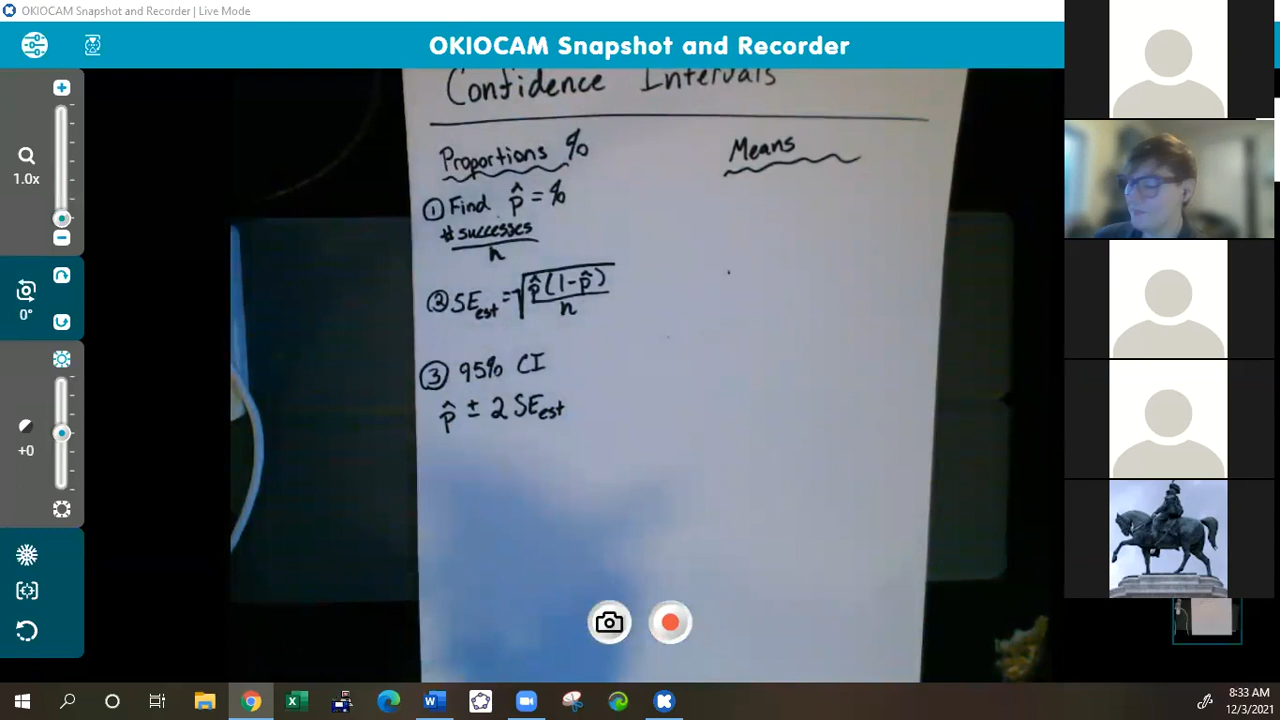 OKIOCAM Snapshot and Recorder | Live Mode
OKIOCAM Snapshot and Recorder
1.0x
0°
+0
Confidence Intervals
Proportions %
① Find p̂ = %
# successes
n
② SEest = √p̂(1-p̂)
n
③ 95% CI
p̂ ± 2 SEest
Means
8:33 AM
12/3/2021